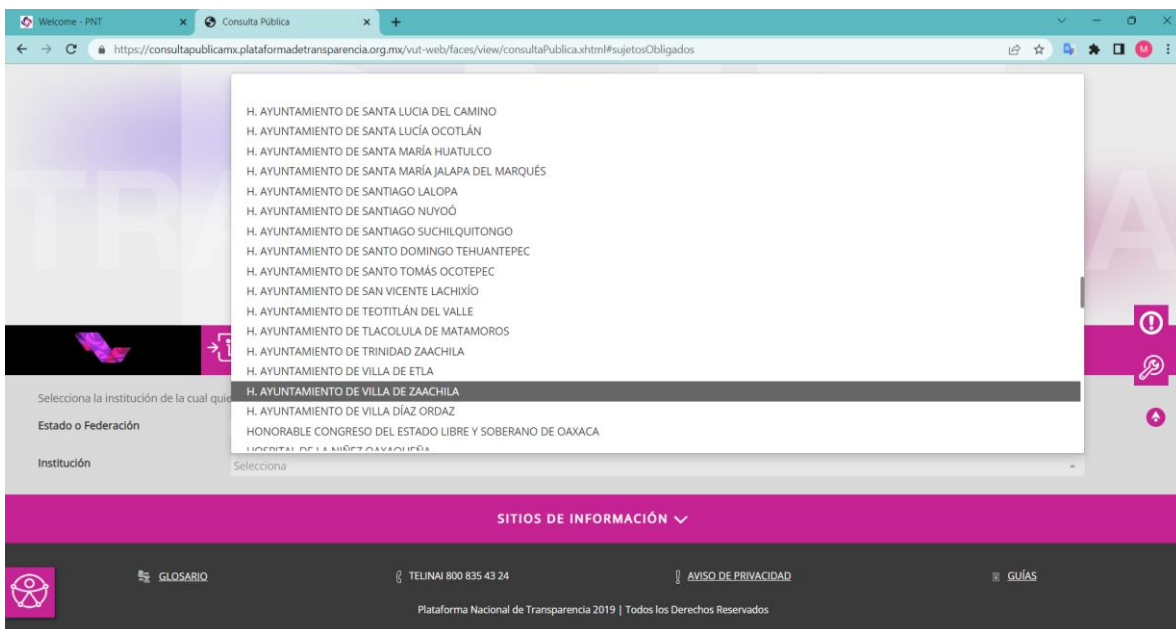 Welcome - PNT
Consulta Pública
https://consultapublicamx.plataformadetransparencia.org.mx/vut-web/faces/view/consultaPublica.xhtml#sujetosObligados
M
H. AYUNTAMIENTO DE SANTA LUCIA DEL CAMINO
H. AYUNTAMIENTO DE SANTA LUCÍA OCOTLÁN
H. AYUNTAMIENTO DE SANTA MARÍA HUATULCO
H. AYUNTAMIENTO DE SANTA MARÍA JALAPA DEL MARQUÉS
H. AYUNTAMIENTO DE SANTIAGO LALOPA
H. AYUNTAMIENTO DE SANTIAGO NUYOÓ
H. AYUNTAMIENTO DE SANTIAGO SUCHILQUITONGO
H. AYUNTAMIENTO DE SANTO DOMINGO TEHUANTEPEC
H. AYUNTAMIENTO DE SANTO TOMÁS OCOTEPEC
H. AYUNTAMIENTO DE SAN VICENTE LACHIXÍO
H. AYUNTAMIENTO DE TEOTITLÁN DEL VALLE
H. AYUNTAMIENTO DE TLACOLULA DE MATAMOROS
H. AYUNTAMIENTO DE TRINIDAD ZAACHILA
H. AYUNTAMIENTO DE VILLA DE ETLA
H. AYUNTAMIENTO DE VILLA DE ZAACHILA
H. AYUNTAMIENTO DE VILLA DÍAZ ORDAZ
HONORABLE CONGRESO DEL ESTADO LIBRE Y SOBERANO DE OAXACA
HOSPITAL DE LA NIÑEZ OAXAQUEÑA
Selecciona la institución de la cual quie
Estado o Federación
Institución
Selecciona
SITIOS DE INFORMACIÓN
GLOSARIO
TELINAI 800 835 43 24
AVISO DE PRIVACIDAD
GUÍAS
Plataforma Nacional de Transparencia 2019 | Todos los Derechos Reservados